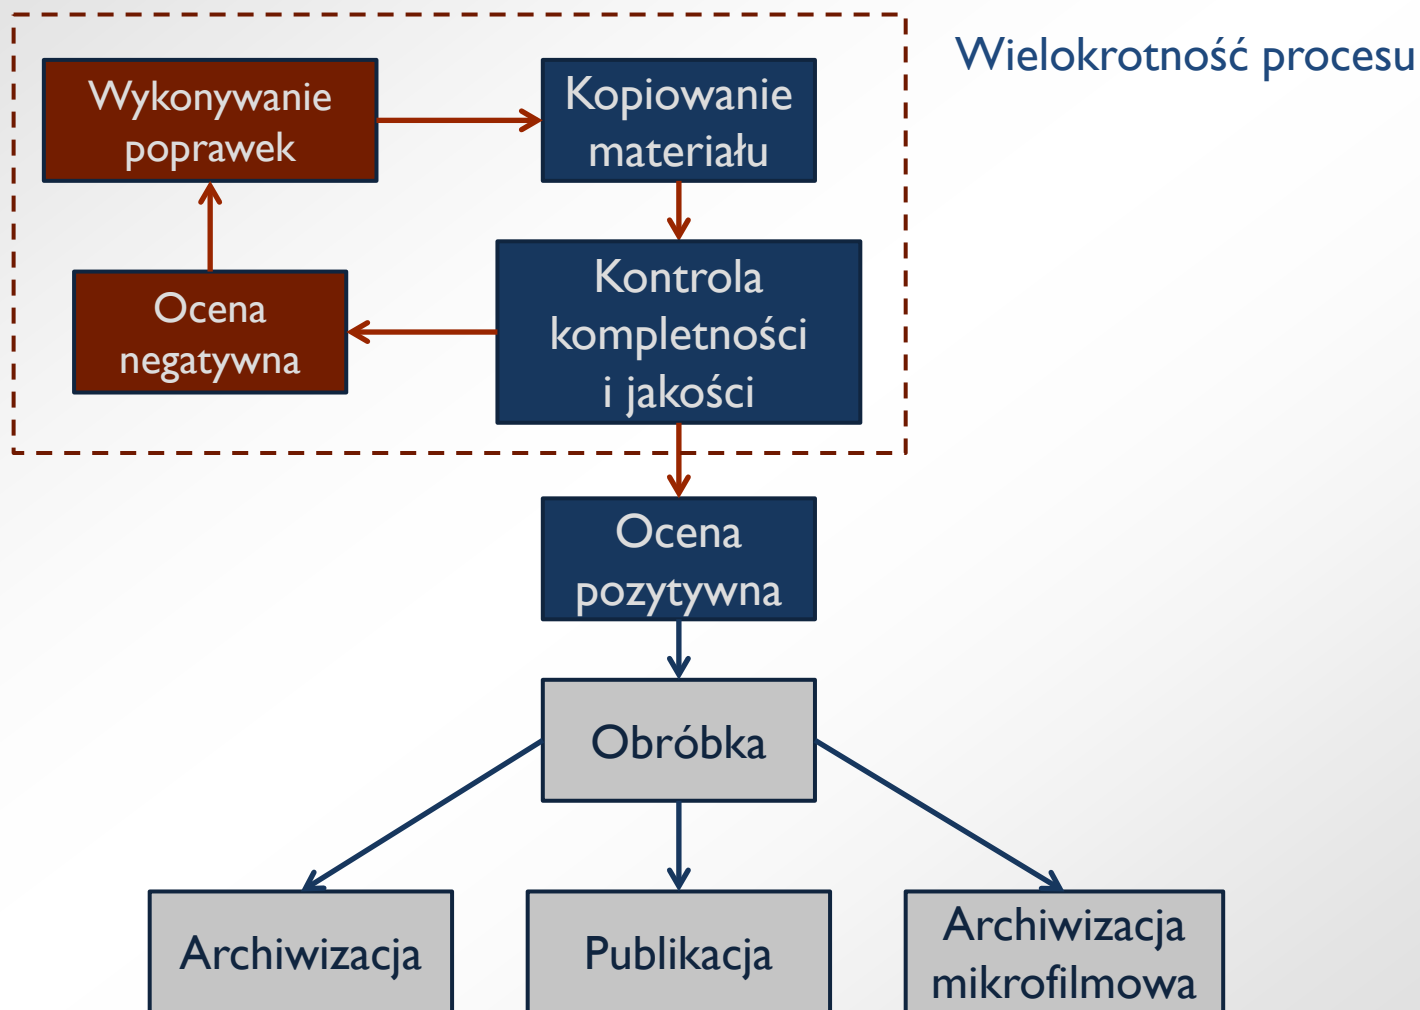 Wielokrotność procesu
Wykonywanie
poprawek
Kopiowanie
materiału
Ocena
negatywna
Kontrola
kompletności
i jakości
Ocena
pozytywna
Obróbka
Archiwizacja
Publikacja
Archiwizacja
mikrofilmowa